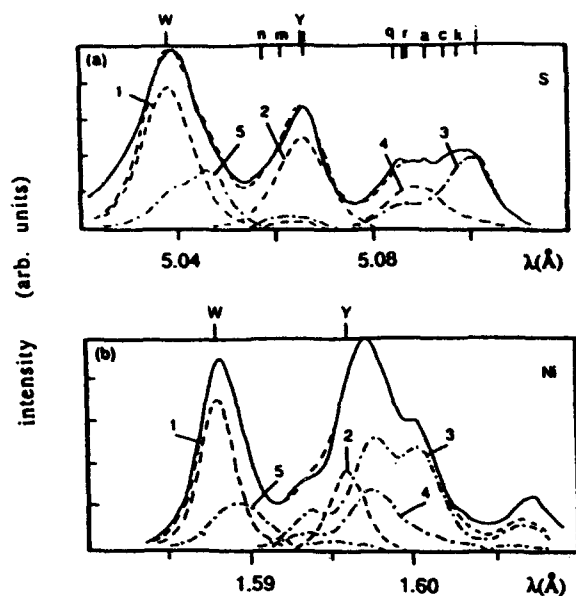 W n m Y q r a c k j
(a) S
1 2 5 4 3
5.04 5.08 λ(Å)
intensity (arb. units)
W Y
(b) Ni
1 5 2 3 4
1.59 1.60 λ(Å)